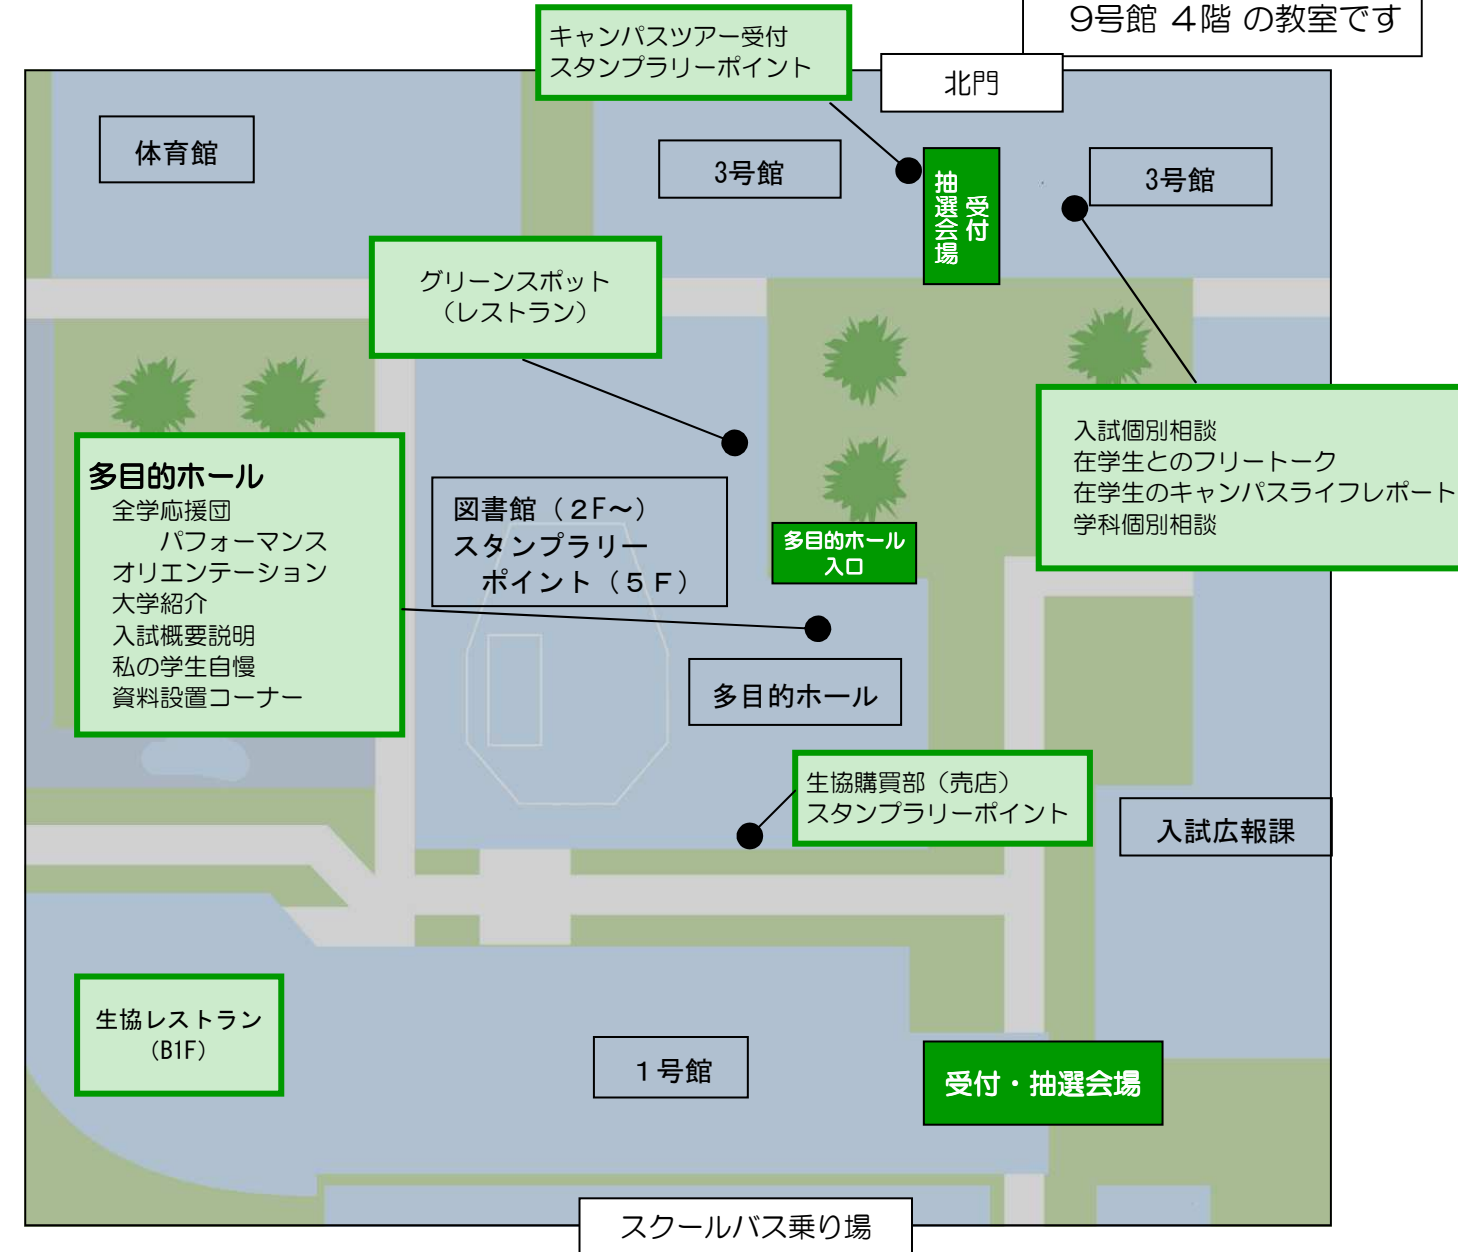 9号館 4階 の教室です
キャンパスツアー受付
スタンプラリーポイント
北門
体育館
3号館
抽選会場
受付
3号館
グリーンスポット
（レストラン）
入試個別相談
在学生とのフリートーク
在学生のキャンパスライフレポート
学科個別相談
多目的ホール
全学応援団
パフォーマンス
オリエンテーション
大学紹介
入試概要説明
私の学生自慢
資料設置コーナー
図書館（２F～）
スタンプラリー
ポイント（５Ｆ）
多目的ホール
入口
多目的ホール
生協購買部（売店）
スタンプラリーポイント
入試広報課
生協レストラン
（B1F）
１号館
受付・抽選会場
スクールバス乗り場